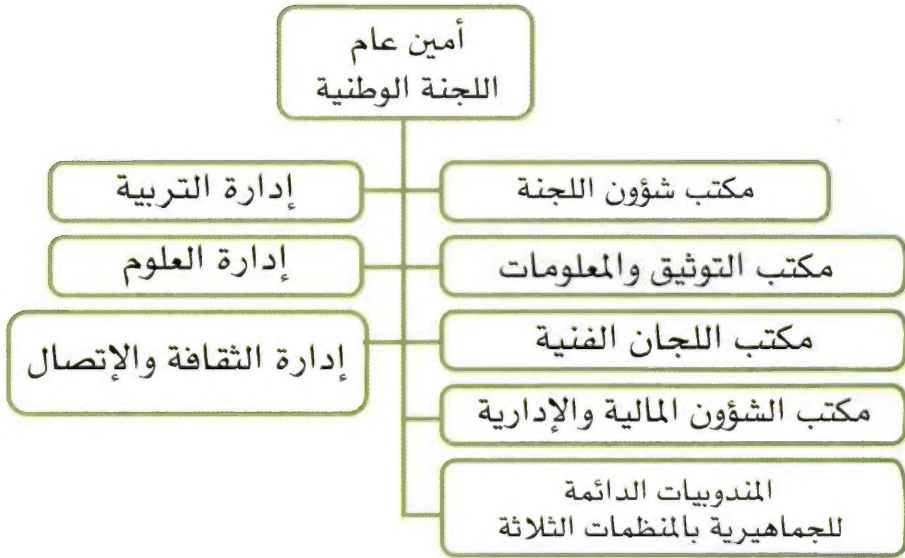 أمين عام
اللجنة الوطنية
مكتب شؤون اللجنة
إدارة التربية
مكتب التوثيق والمعلومات
إدارة العلوم
مكتب اللجان الفنية
إدارة الثقافة والإتصال
مكتب الشؤون المالية والإدارية
المندوبيات الدائمة
للجماهيرية بالمنظمات الثلاثة